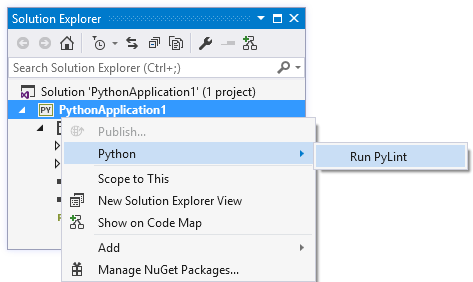 Solution Explorer
Search Solution Explorer (Ctrl+;)
Solution 'PythonApplication1' (1 project)
PY PythonApplication1
Publish...
Python
Run PyLint
Scope to This
New Solution Explorer View
Show on Code Map
Add
Manage NuGet Packages...